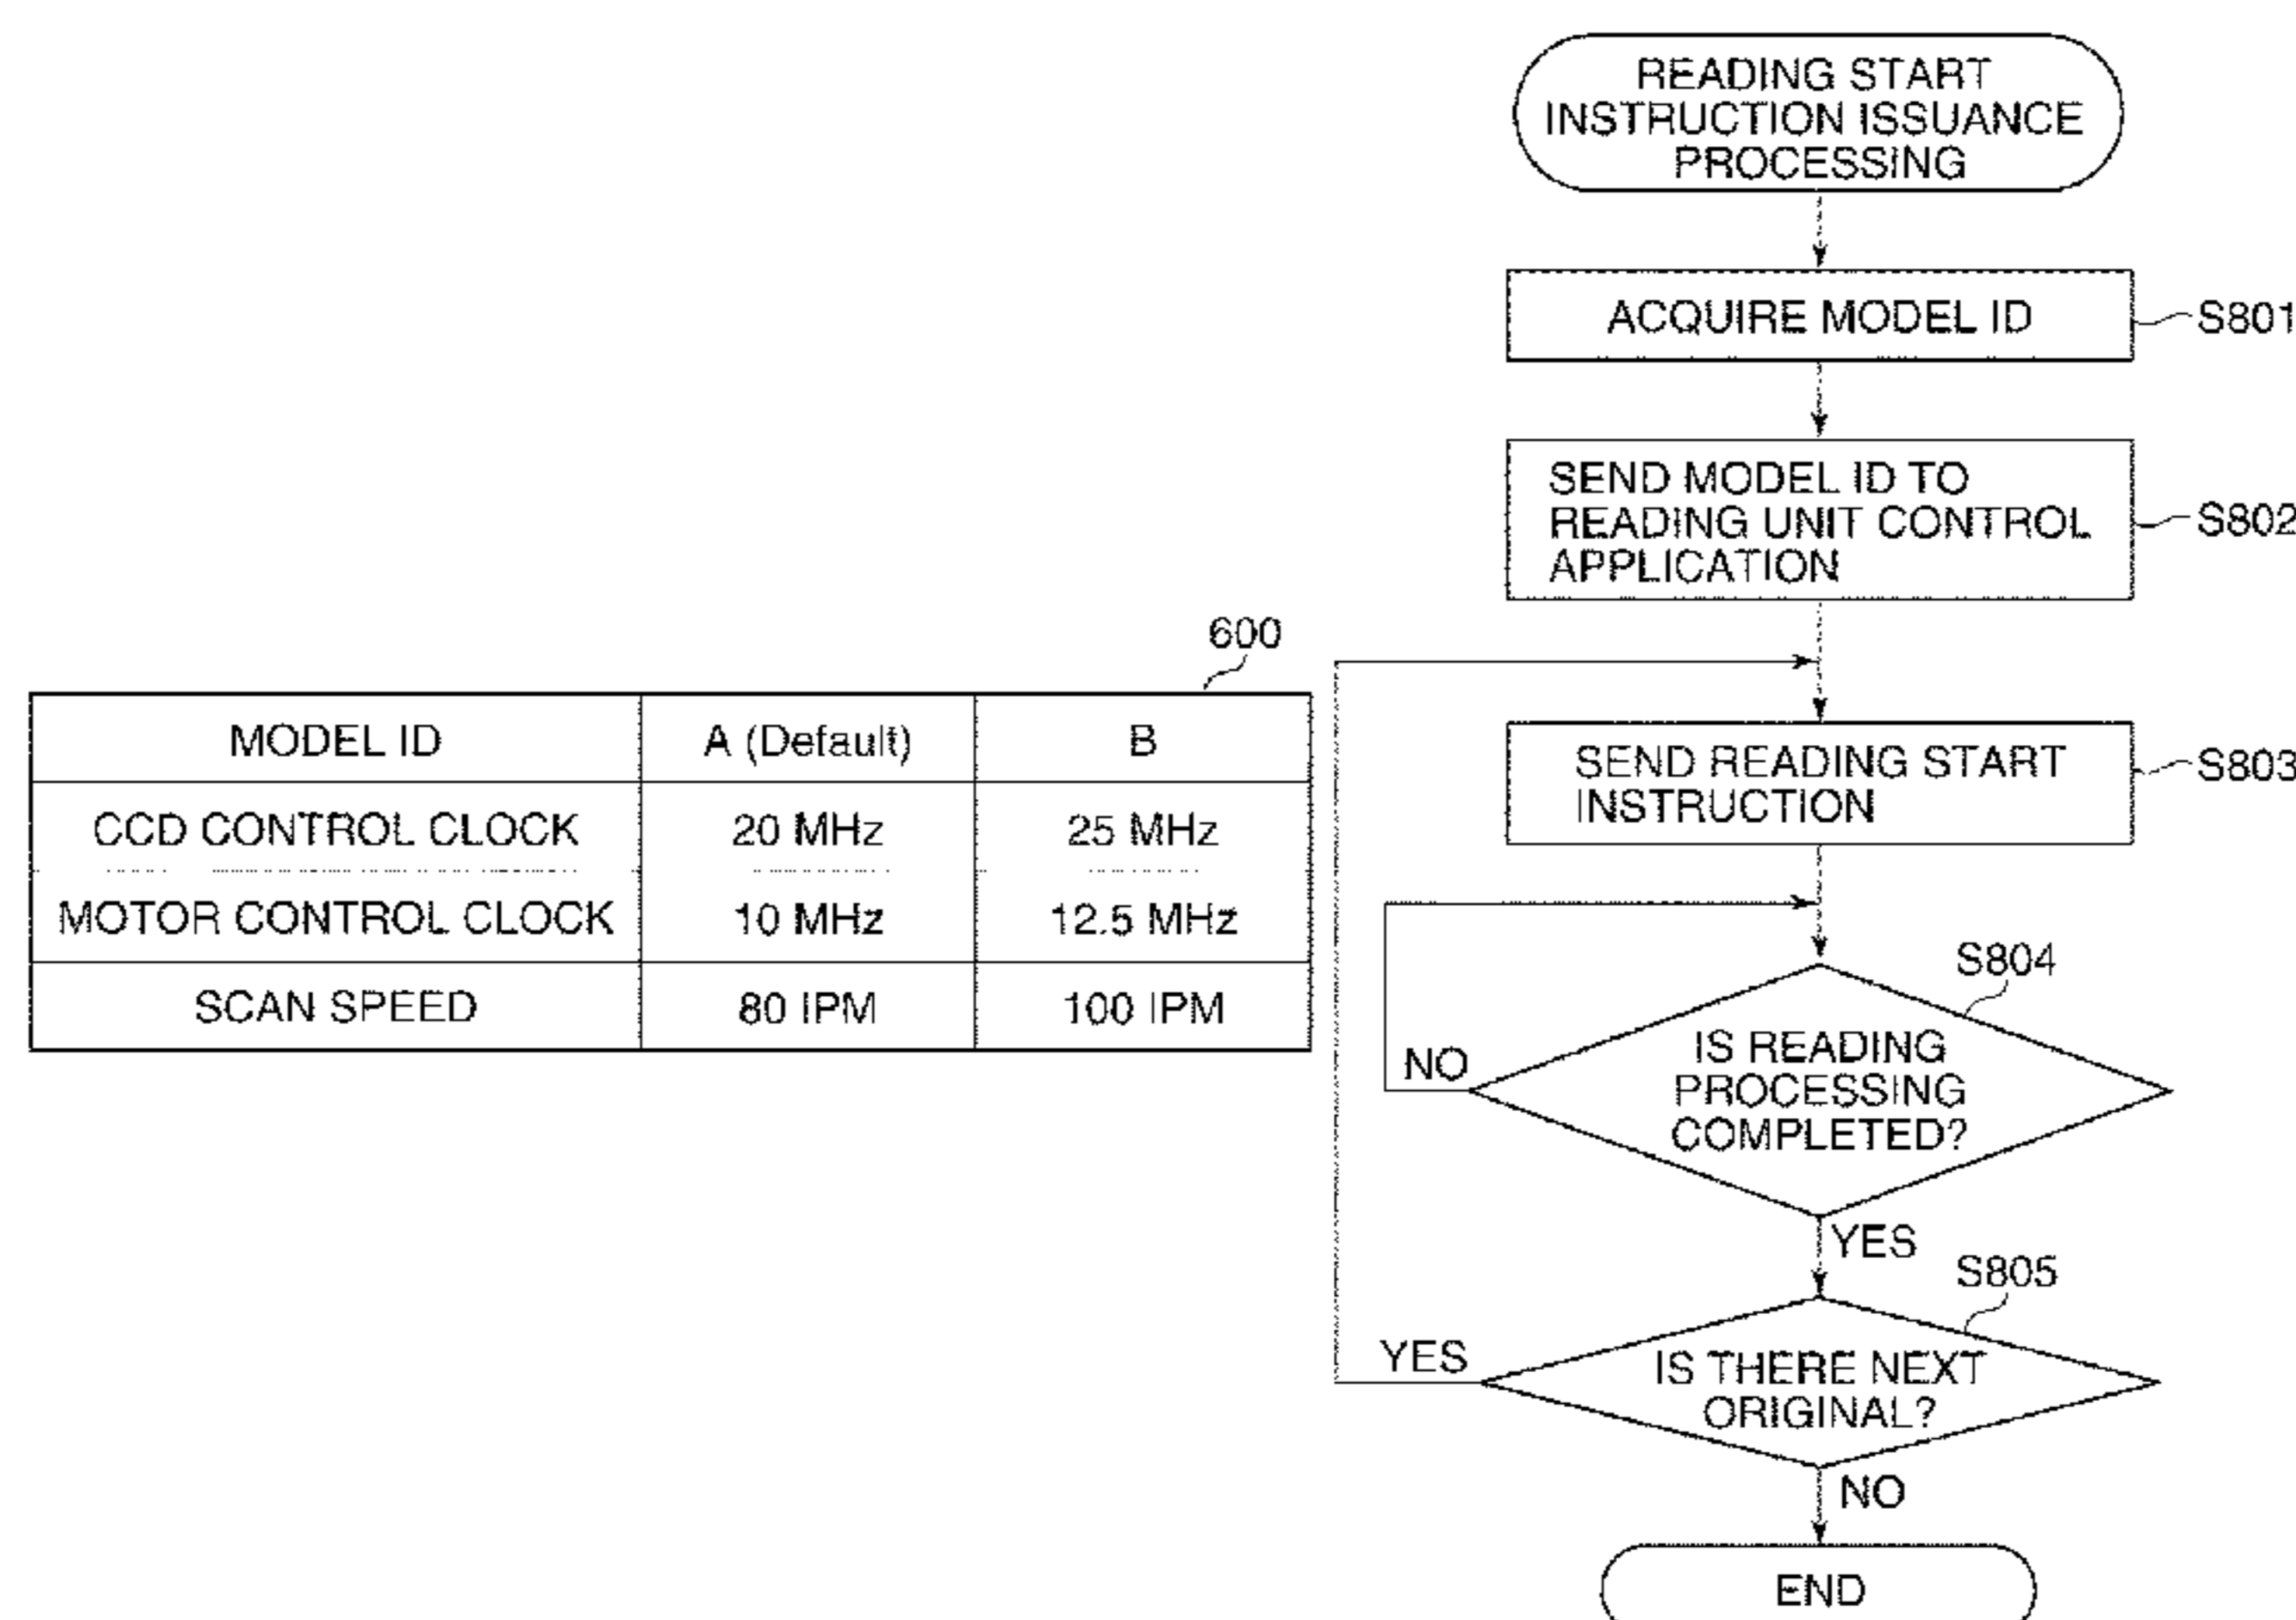 READING START
INSTRUCTION ISSUANCE
PROCESSING
ACQUIRE MODEL ID
S801
SEND MODEL ID TO
READING UNIT CONTROL
APPLICATION
S802
600
MODEL ID A (Default) B
CCD CONTROL CLOCK 20 MHz 25 MHz
MOTOR CONTROL CLOCK 10 MHz 12.5 MHz
SCAN SPEED 80 IPM 100 IPM
SEND READING START
INSTRUCTION
S803
S804
IS READING
PROCESSING
COMPLETED?
NO
YES
S805
IS THERE NEXT
ORIGINAL?
YES
NO
END